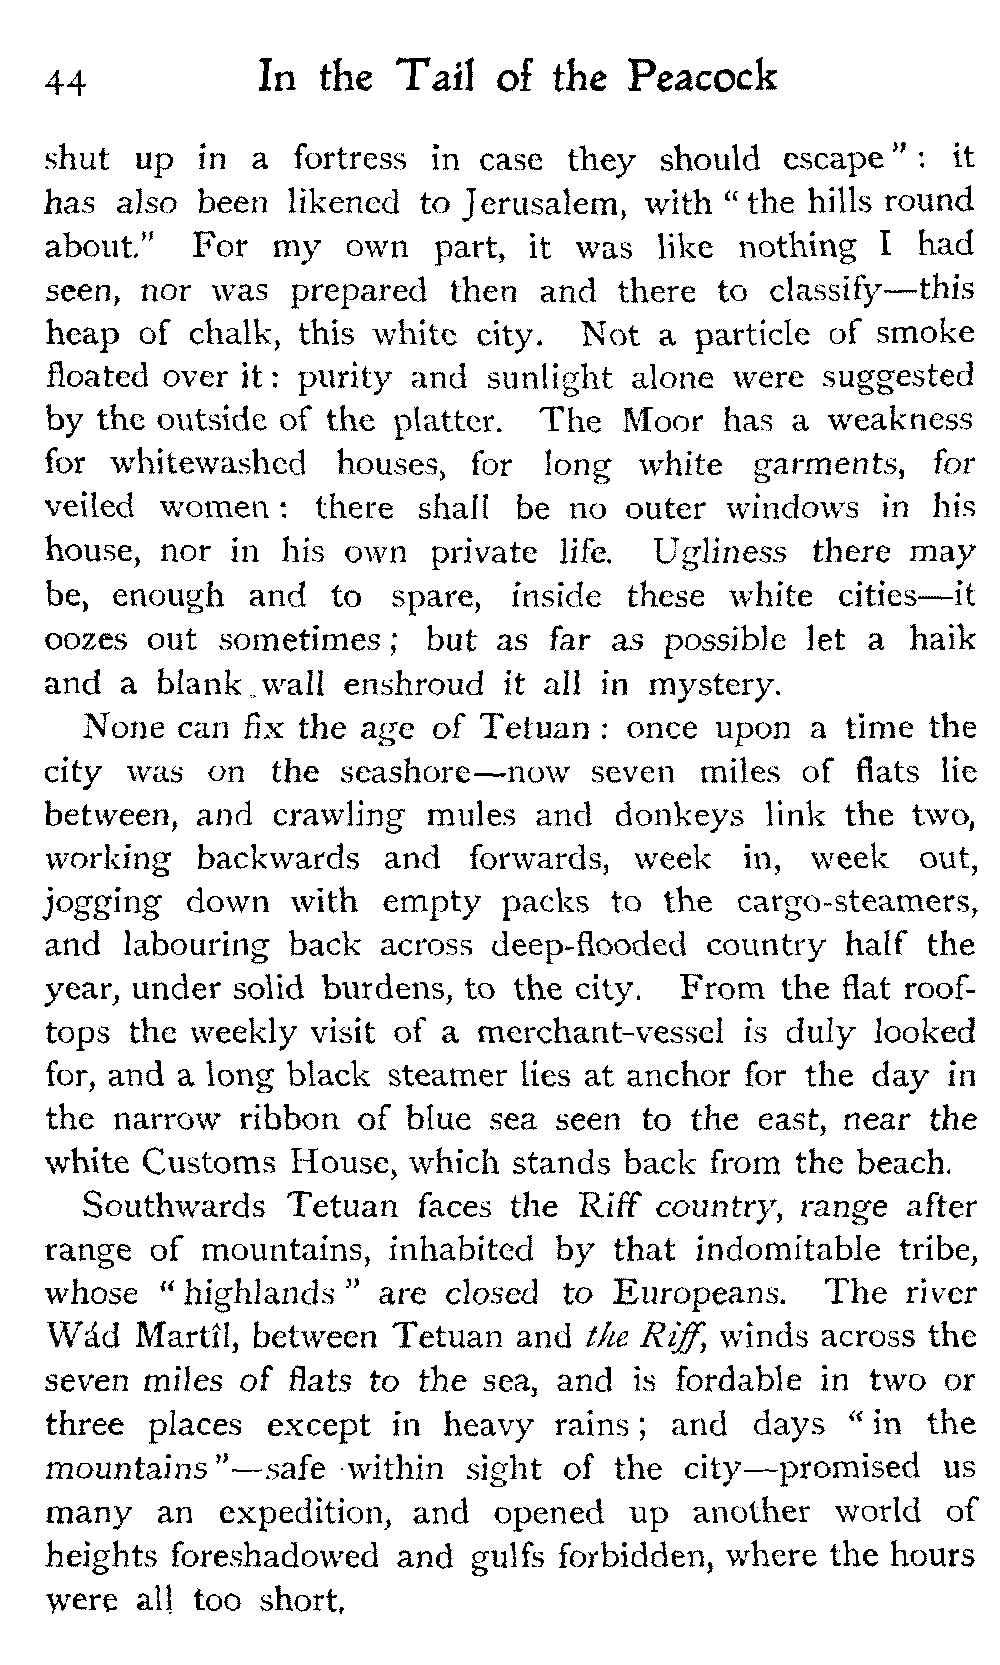 44 In the Tail of the Peacock
shut up in a fortress in case they should escape" : it
has also been likened to Jerusalem, with "the hills round
about." For my own part, it was like nothing I had
seen, nor was prepared then and there to classify—this
heap of chalk, this white city. Not a particle of smoke
floated over it : purity and sunlight alone were suggested
by the outside of the platter. The Moor has a weakness
for whitewashed houses, for long white garments, for
veiled women : there shall be no outer windows in his
house, nor in his own private life. Ugliness there may
be, enough and to spare, inside these white cities—it
oozes out sometimes ; but as far as possible let a haik
and a blank wall enshroud it all in mystery.
None can fix the age of Tetuan : once upon a time the
city was on the seashore—now seven miles of flats lie
between, and crawling mules and donkeys link the two,
working backwards and forwards, week in, week out,
jogging down with empty packs to the cargo-steamers,
and labouring back across deep-flooded country half the
year, under solid burdens, to the city. From the flat roof-
tops the weekly visit of a merchant-vessel is duly looked
for, and a long black steamer lies at anchor for the day in
the narrow ribbon of blue sea seen to the east, near the
white Customs House, which stands back from the beach.
Southwards Tetuan faces the Riff country, range after
range of mountains, inhabited by that indomitable tribe,
whose "highlands" are closed to Europeans. The river
Wád Martîl, between Tetuan and the Riff, winds across the
seven miles of flats to the sea, and is fordable in two or
three places except in heavy rains ; and days "in the
mountains"—safe within sight of the city—promised us
many an expedition, and opened up another world of
heights foreshadowed and gulfs forbidden, where the hours
were all too short.